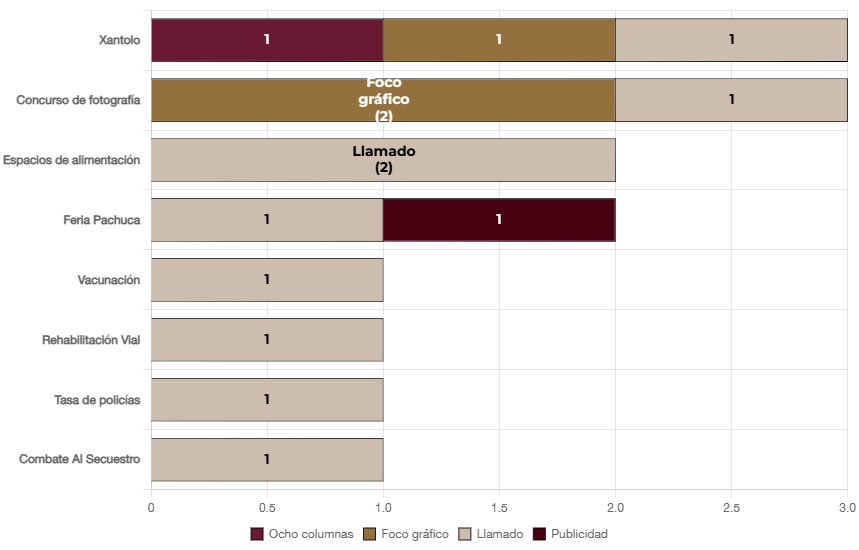 Xantolo
1
1
1
Concurso de fotografía
Foco
gráfico
(2)
1
Espacios de alimentación
Llamado
(2)
Feria Pachuca
1
1
Vacunación
1
Rehabilitación Vial
1
Tasa de policías
1
Combate Al Secuestro
1
0
0.5
1.0
1.5
2.0
2.5
3.0
Ocho columnas
Foco gráfico
Llamado
Publicidad